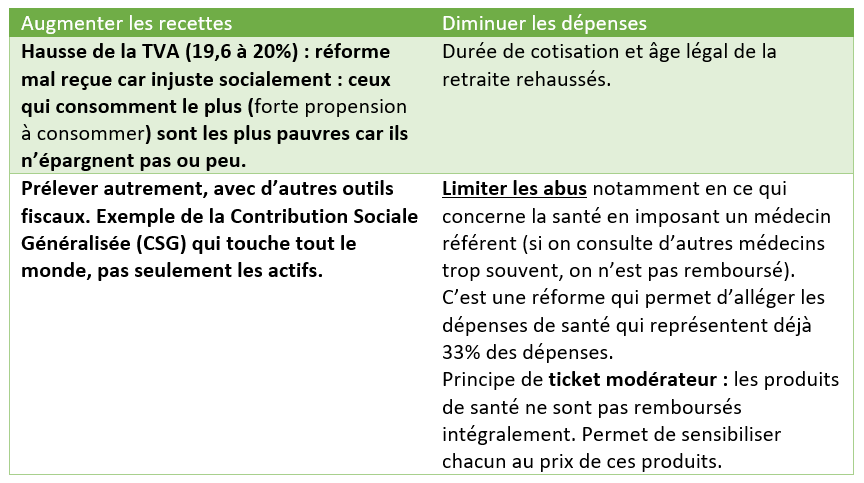 Augmenter les recettes
Diminuer les dépenses
Hausse de la TVA (19,6 à 20%) : réforme
mal reçue car injuste socialement : ceux
qui consomment le plus (forte propension
à consommer) sont les plus pauvres car ils
n’épargnent pas ou peu.
Durée de cotisation et âge légal de la
retraite rehaussés.
Prélever autrement, avec d’autres outils
fiscaux. Exemple de la Contribution Sociale
Généralisée (CSG) qui touche tout le
monde, pas seulement les actifs.
Limiter les abus notamment en ce qui
concerne la santé en imposant un médecin
référent (si on consulte d’autres médecins
trop souvent, on n’est pas remboursé).
C’est une réforme qui permet d’alléger les
dépenses de santé qui représentent déjà
33% des dépenses.
Principe de ticket modérateur : les produits
de santé ne sont pas remboursés
intégralement. Permet de sensibiliser
chacun au prix de ces produits.